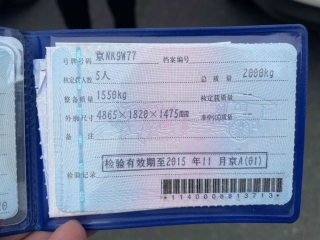 号牌号码 京NK9W77 档案编号
核定载人数 5人 总质量 2000kg
整备质量 1550kg 核定载质量 --
外廓尺寸 4865×1820×1475mm 准牵引总质量 --
备注
检验有效期至2015年11月京A(01)
检验记录